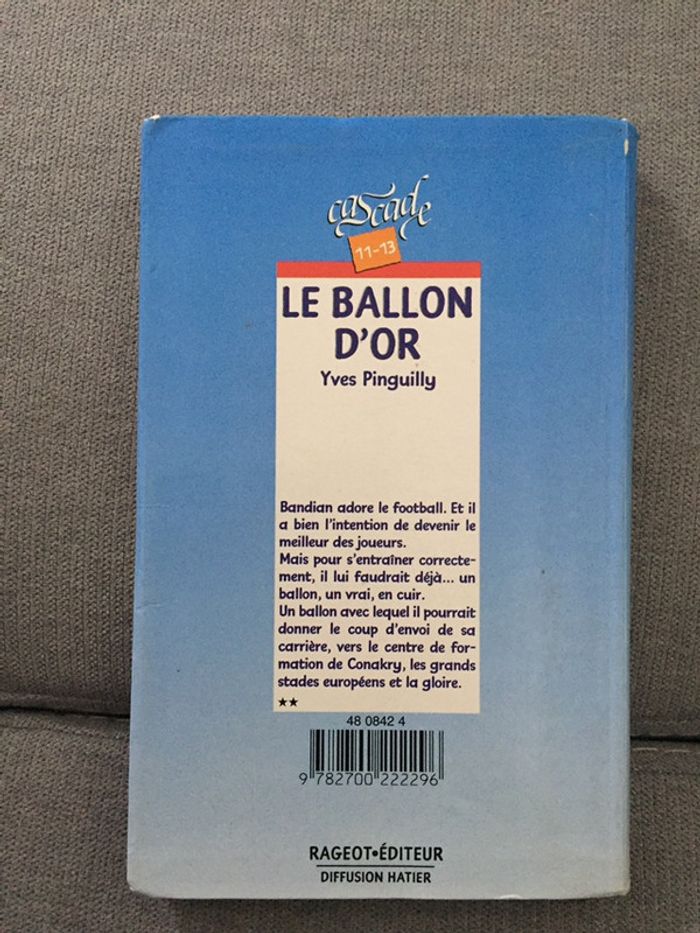 cascade
11-13
LE BALLON
D'OR
Yves Pinguilly
Bandian adore le football. Et il
a bien l'intention de devenir le
meilleur des joueurs.
Mais pour s'entraîner correcte-
ment, il lui faudrait déjà... un
ballon, un vrai, en cuir.
Un ballon avec lequel il pourrait
donner le coup d'envoi de sa
carrière, vers le centre de for-
mation de Conakry, les grands
stades européens et la gloire.
★★
48 0842 4
9 782700 222296
RAGEOT•ÉDITEUR
DIFFUSION HATIER